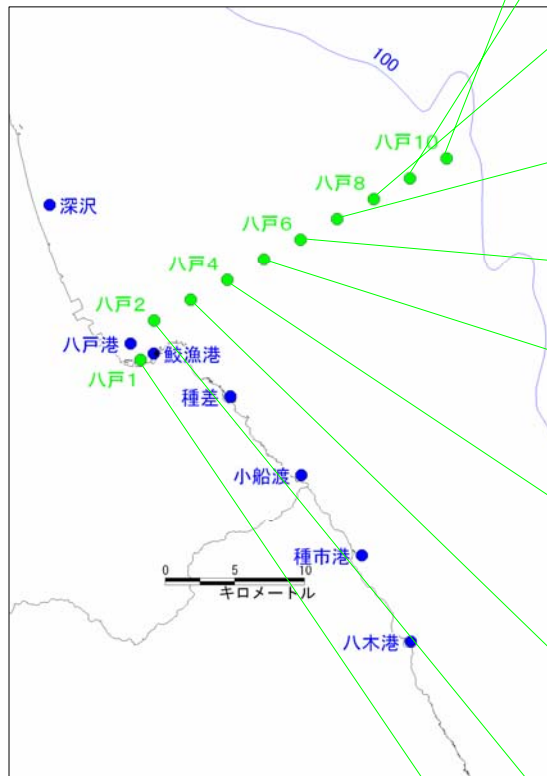 100
八戸10
八戸8
深沢
八戸6
八戸4
八戸2
八戸港
鮫漁港
八戸1
種差
小船渡
種市港
0 5 10
キロメートル
八木港